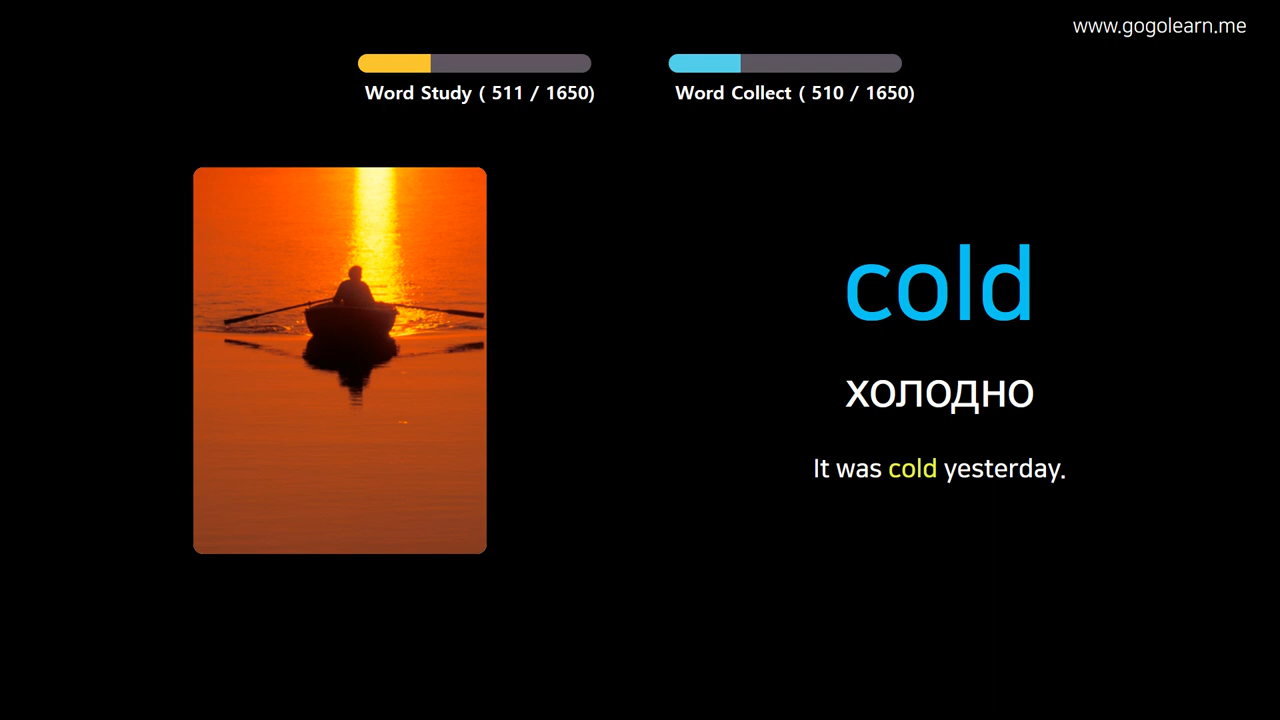 www.gogolearn.me
Word Study ( 511 / 1650)
Word Collect ( 510 / 1650)
cold
холодно
It was cold yesterday.